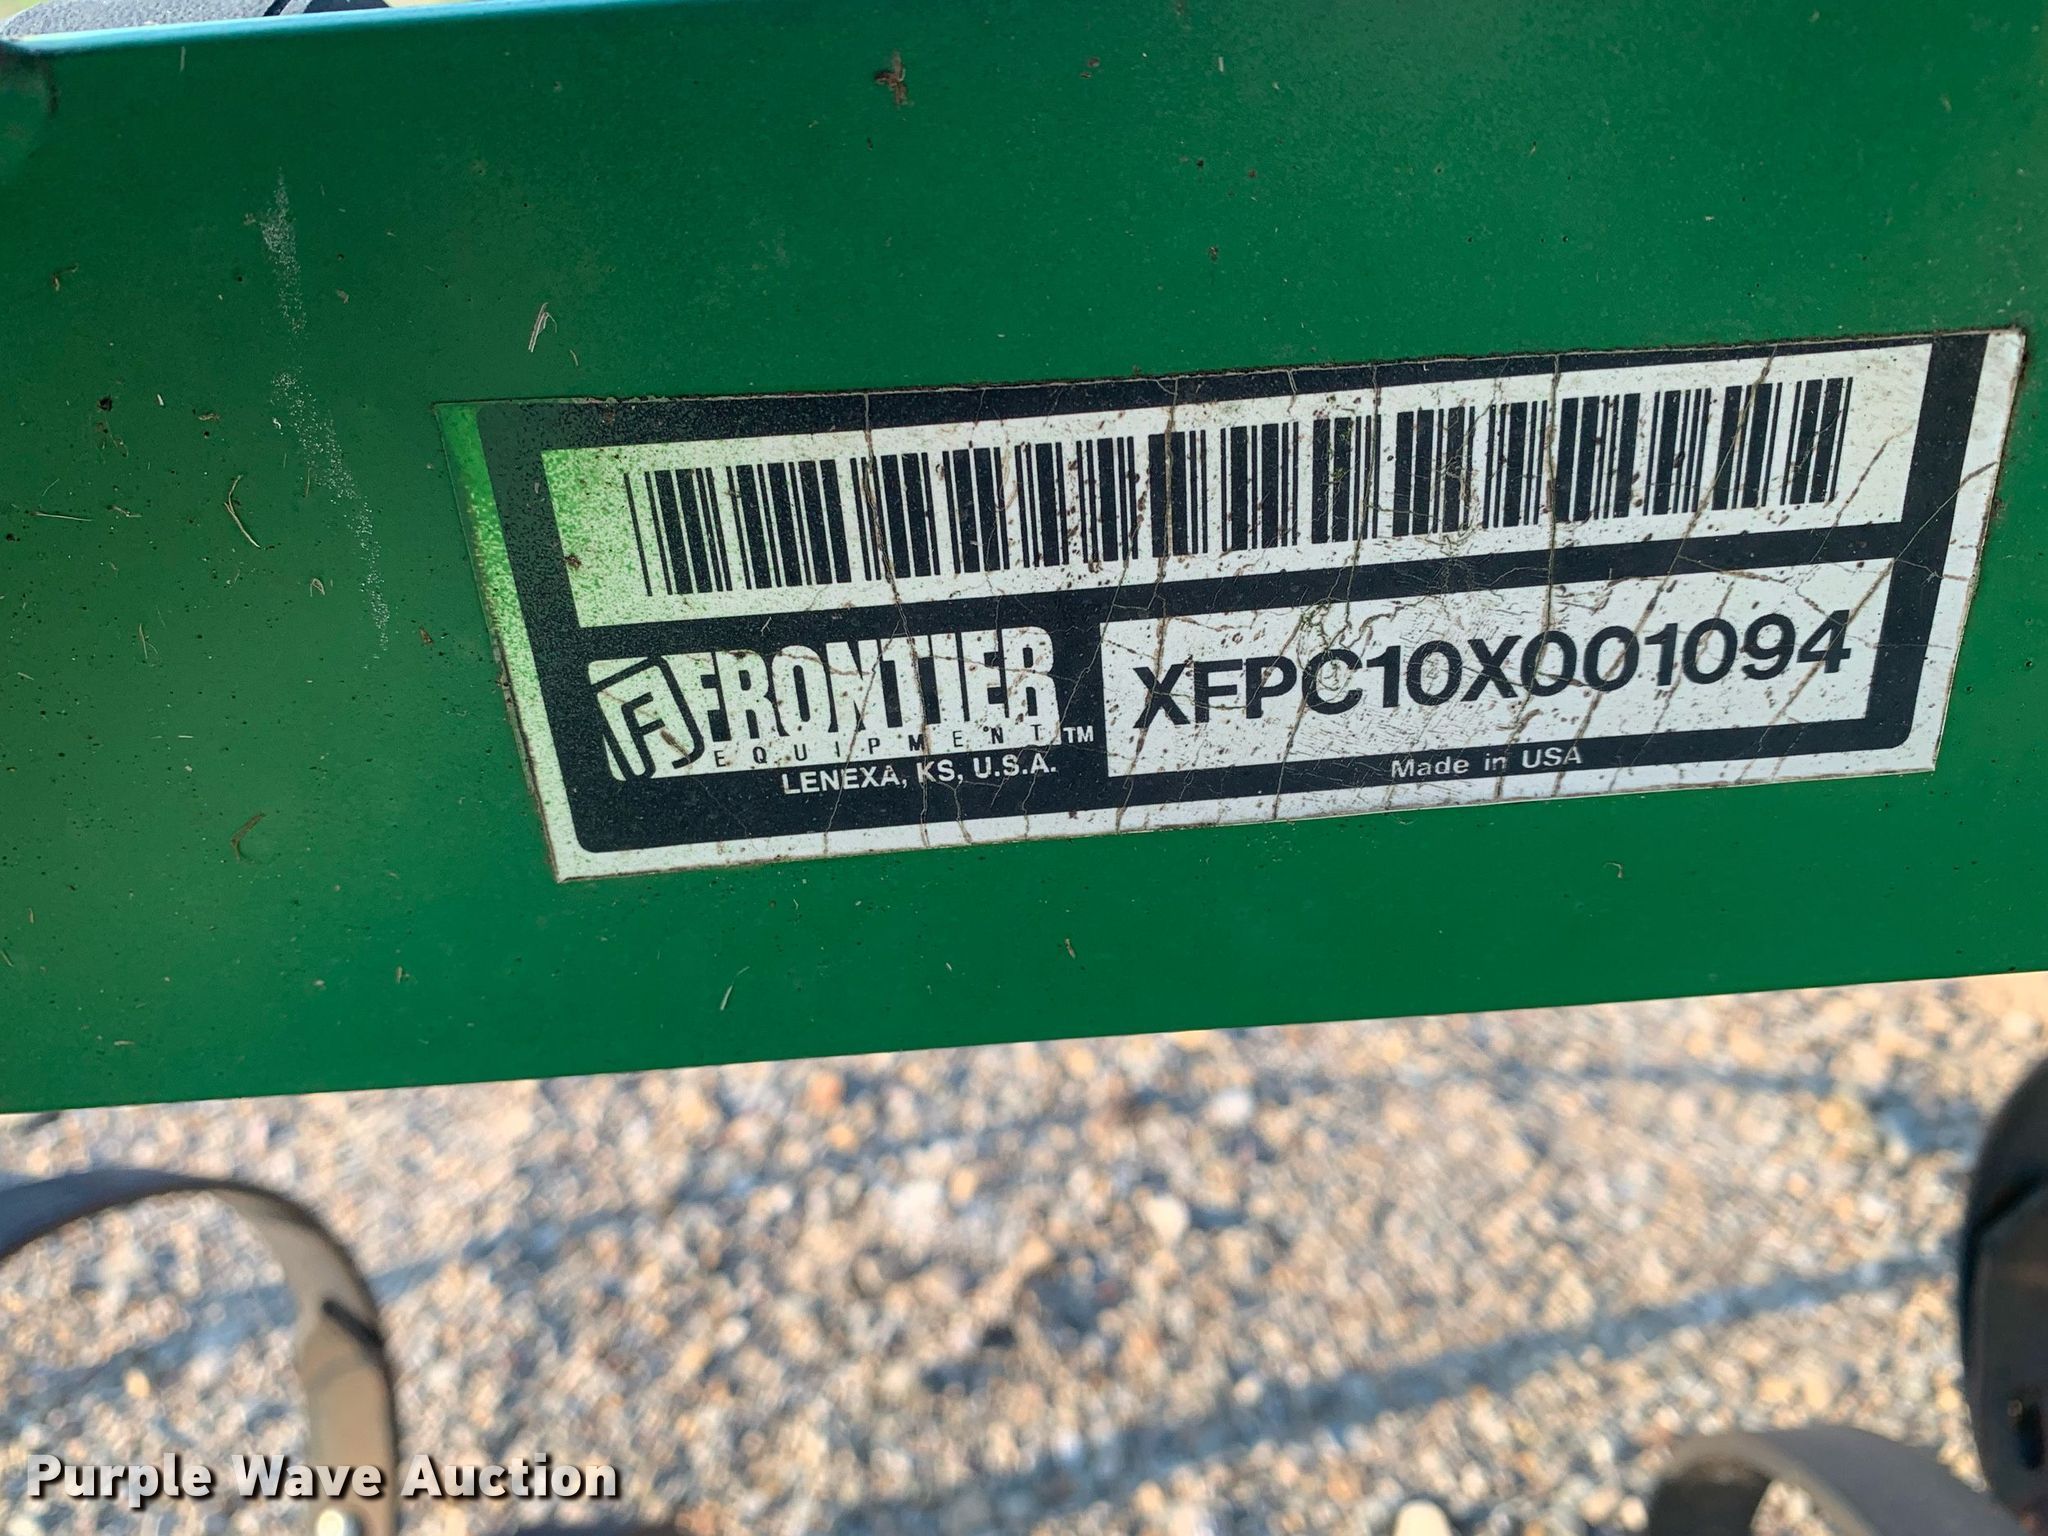 F FRONTIER
EQUIPMENT™
LENEXA, KS, U.S.A.
XFPC10X001094
Made in USA
Purple Wave Auction